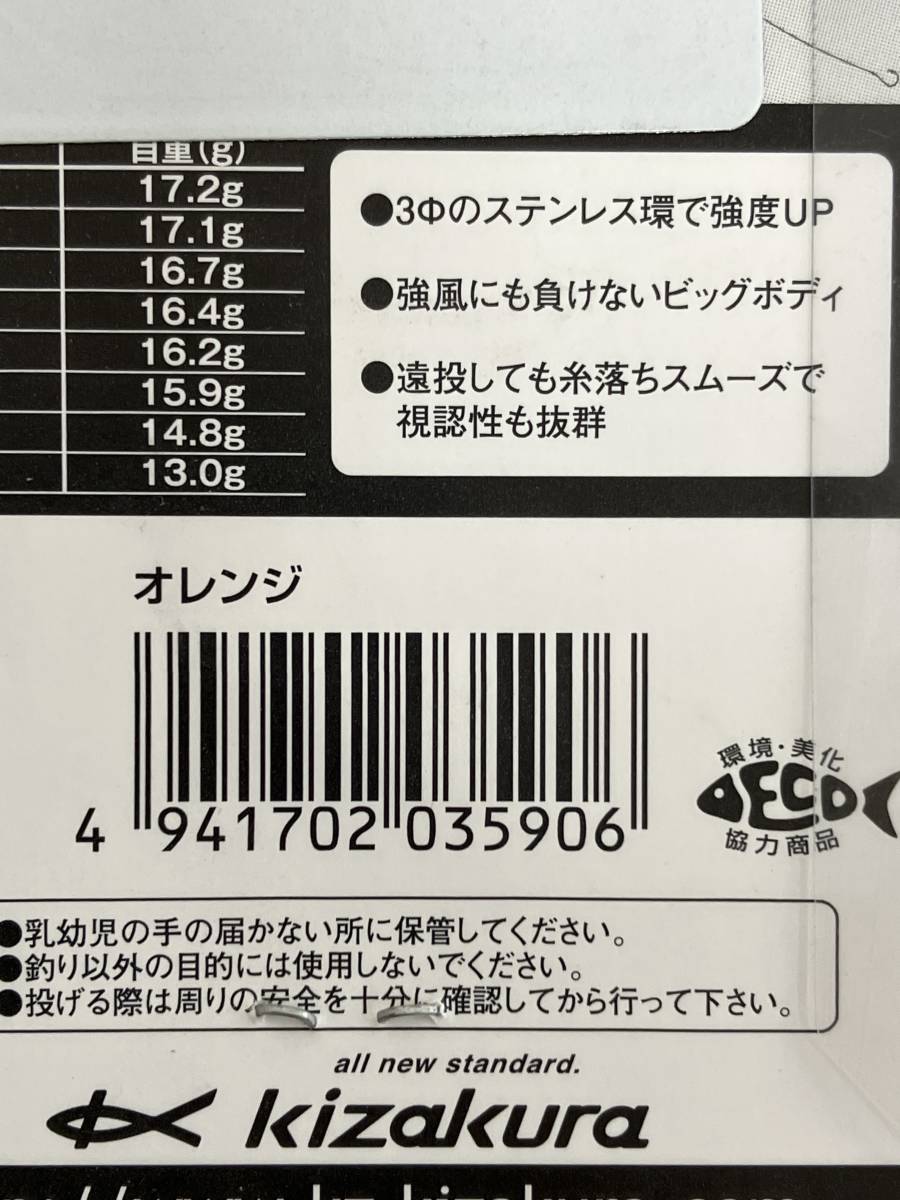 自重(g)
17.2g
17.1g
16.7g
16.4g
16.2g
15.9g
14.8g
13.0g
●3Φのステンレス環で強度UP
●強風にも負けないビッグボディ
●遠投しても糸落ちスムーズで
視認性も抜群
オレンジ
4 941702 035906
環境・美化
ECO
協力商品
●乳幼児の手の届かない所に保管してください。
●釣り以外の目的には使用しないでください。
●投げる際は周りの安全を十分に確認してから行って下さい。
all new standard.
kizakura